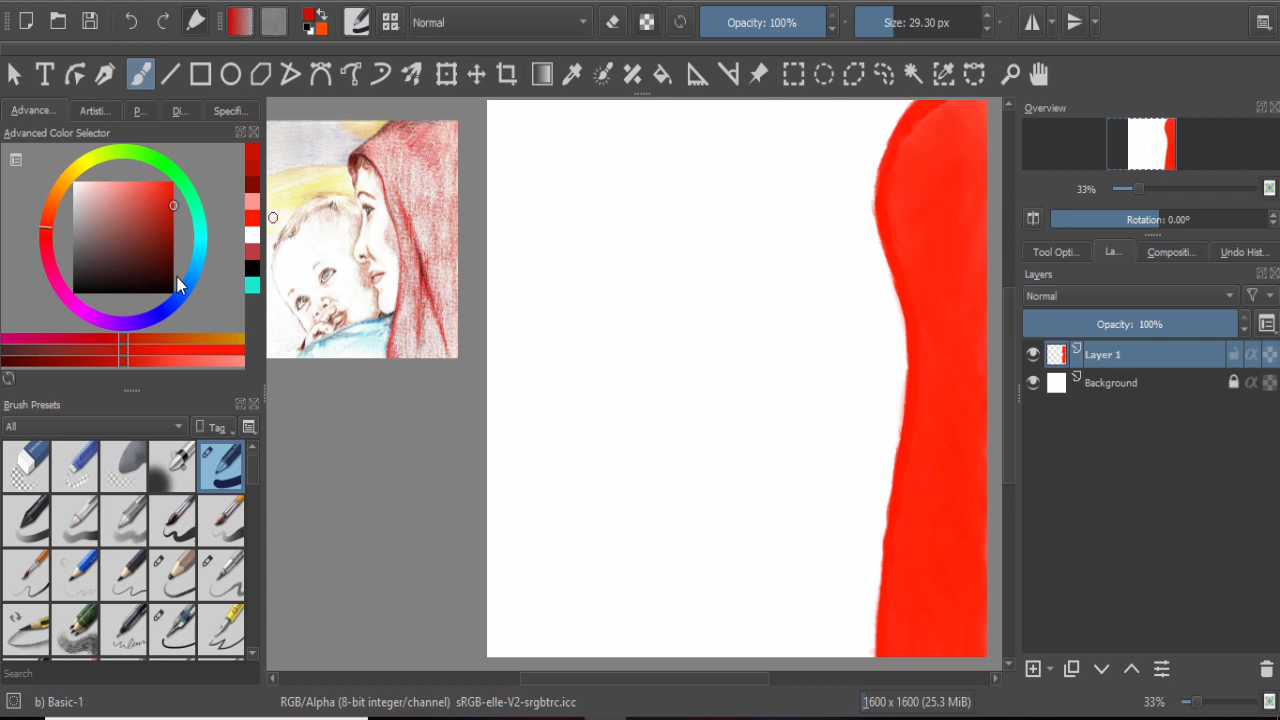 Normal
Opacity: 100%
Size: 29.30 px
Advance...
Artisti...
P...
Di...
Specifi...
Advanced Color Selector
Brush Presets
All
Tag
Search
b) Basic-1
RGB/Alpha (8-bit integer/channel) sRGB-elle-V2-srgbtrc.icc
1600 x 1600 (25.3 MiB)
33%
Overview
33%
Rotation: 0.00°
Tool Opti...
La...
Compositi...
Undo Hist...
Layers
Normal
Opacity: 100%
Layer 1
Background